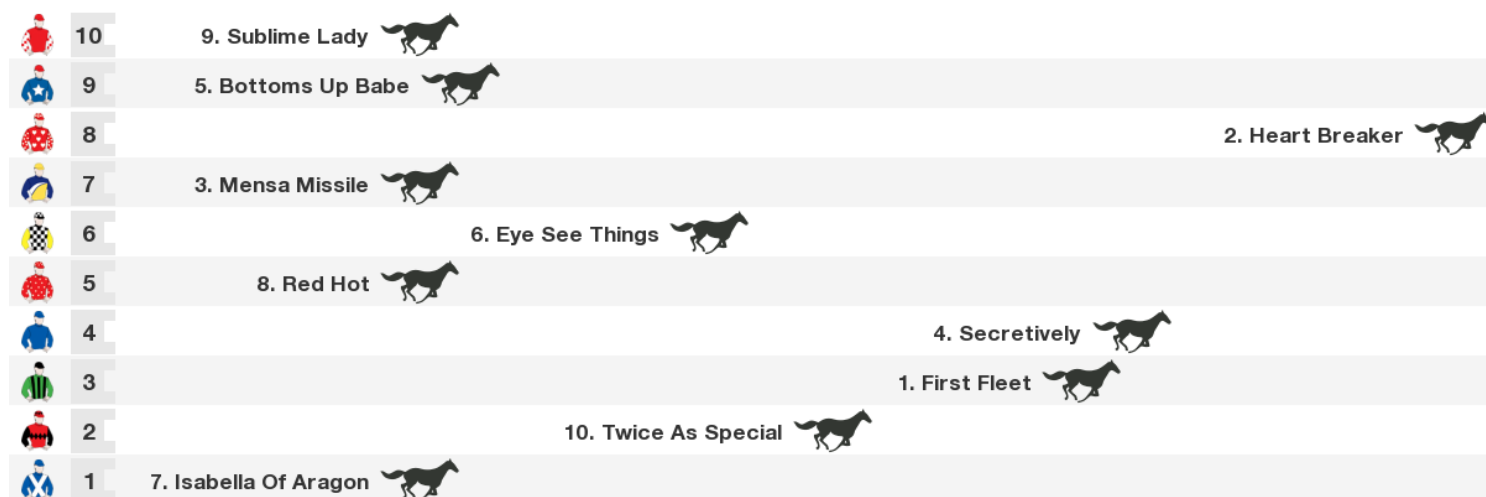 10 9. Sublime Lady
9 5. Bottoms Up Babe
8 2. Heart Breaker
7 3. Mensa Missile
6 6. Eye See Things
5 8. Red Hot
4 4. Secretively
3 1. First Fleet
2 10. Twice As Special
1 7. Isabella Of Aragon